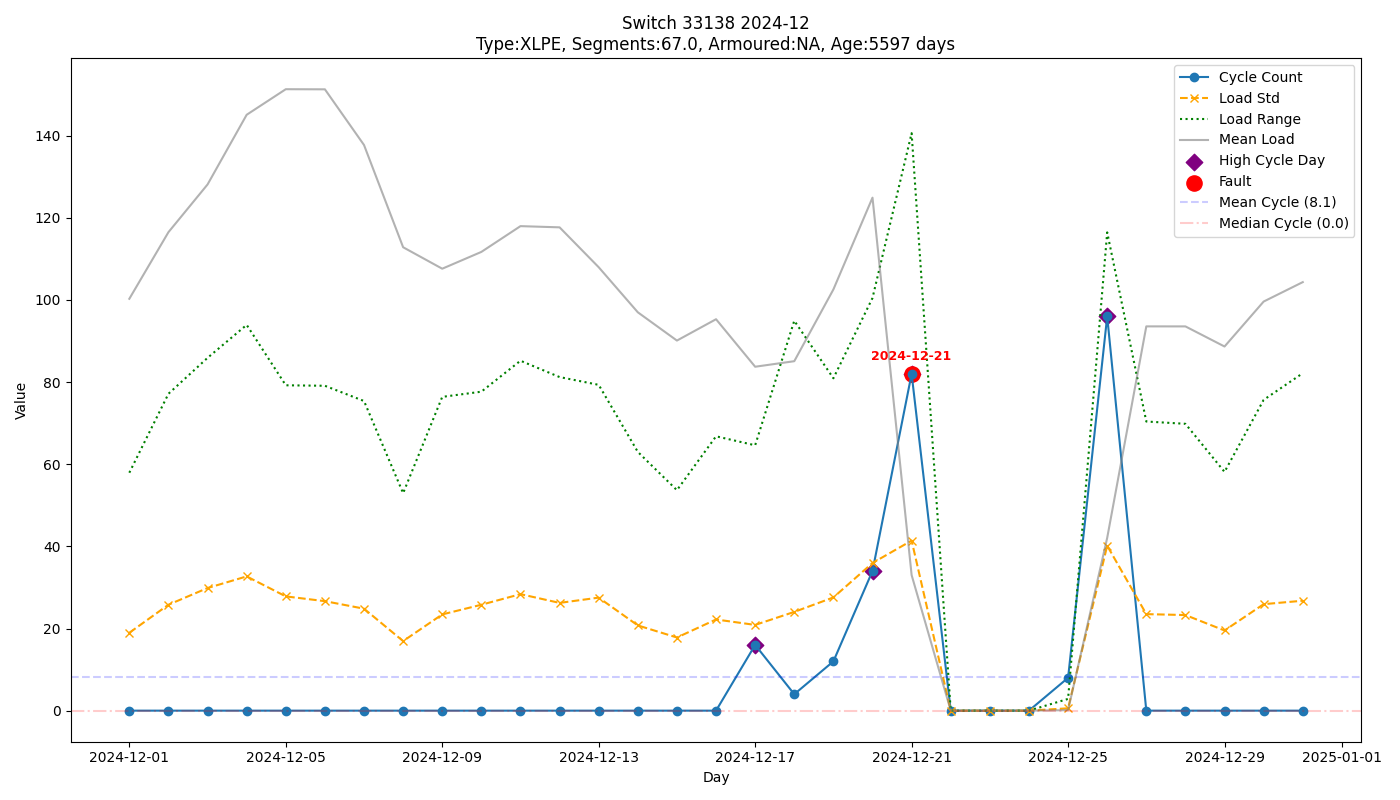 Switch 33138 2024-12
Type:XLPE, Segments:67.0, Armoured:NA, Age:5597 days
Cycle Count
Load Std
Load Range
Mean Load
High Cycle Day
Fault
Mean Cycle (8.1)
Median Cycle (0.0)
140
120
100
80
60
40
20
0
Value
2024-12-21
2024-12-01
2024-12-05
2024-12-09
2024-12-13
2024-12-17
2024-12-21
2024-12-25
2024-12-29
2025-01-01
Day